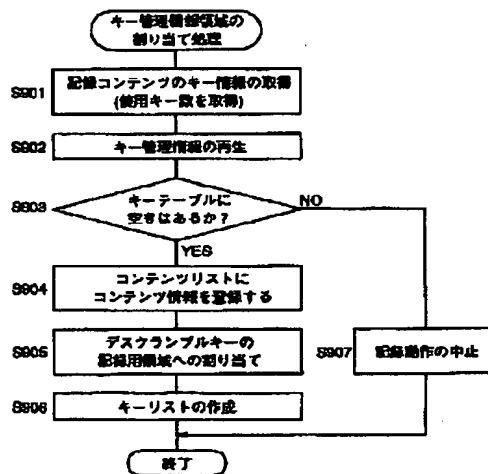 キー管理情報領域の
割り当て処理
S901
記録コンテンツのキー情報の取得
(使用キー数を取得)
S902
キー管理情報の再生
S903
キーテーブルに
空きはあるか?
NO
YES
S904
コンテンツリストに
コンテンツ情報を登録する
S905
デスクランブルキーの
記録用領域への割り当て
S907
記録動作の中止
S906
キーリストの作成
終了